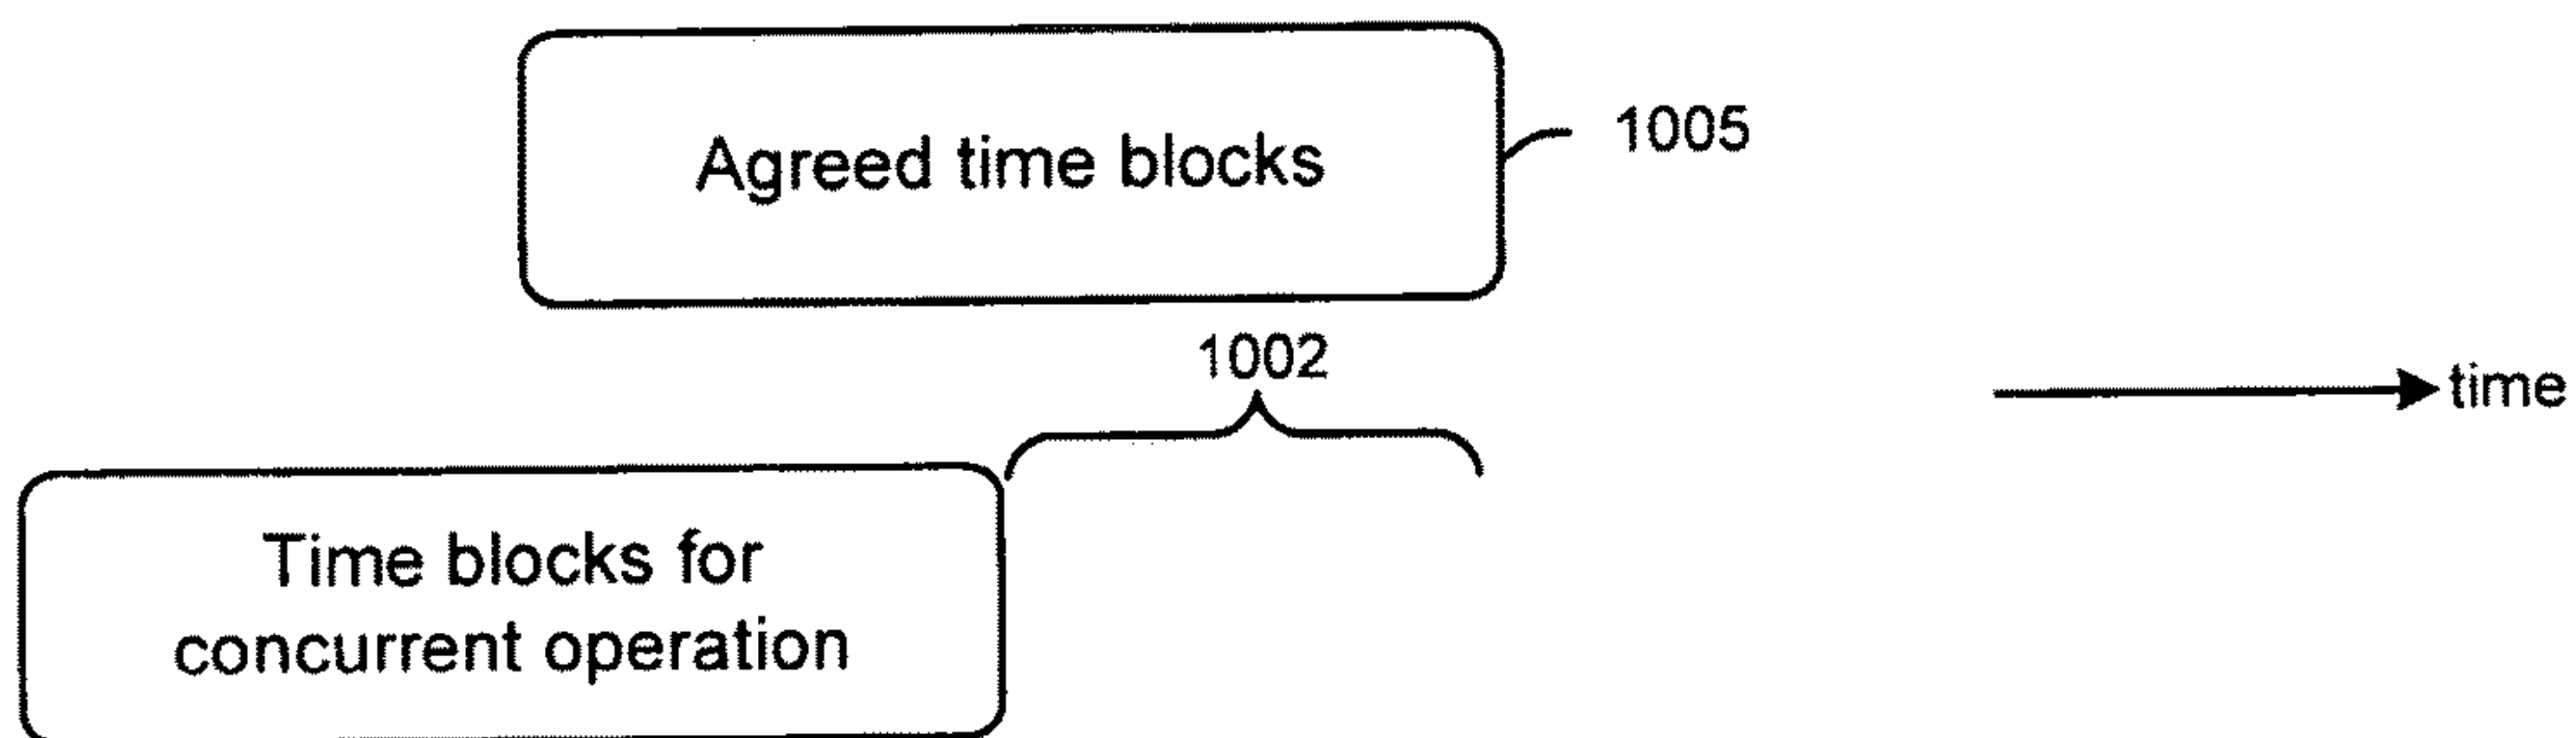 Agreed time blocks
1005
1002
time
Time blocks for
concurrent operation